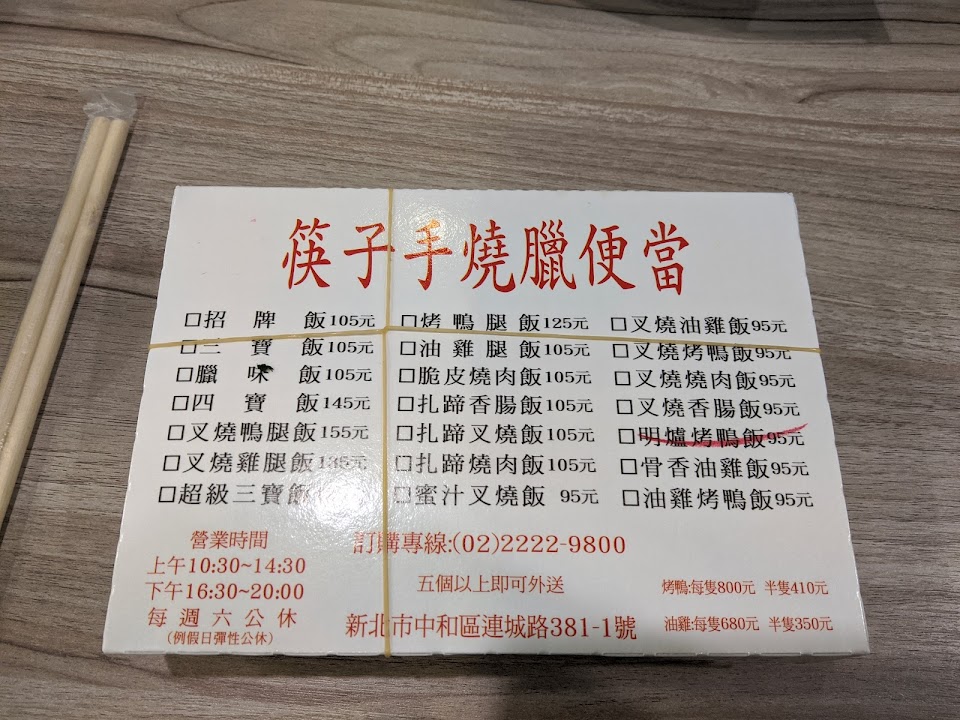 筷子手燒臘便當
□招牌飯105元
□三寶飯105元
□臘味飯105元
□四寶飯145元
□叉燒鴨腿飯155元
□叉燒雞腿飯135元
□超級三寶飯
□烤鴨腿飯125元
□油雞腿飯105元
□脆皮燒肉飯105元
□扎蹄香腸飯105元
□扎蹄叉燒飯105元
□扎蹄燒肉飯105元
□蜜汁叉燒飯 95元
□叉燒油雞飯95元
□叉燒烤鴨飯95元
□叉燒燒肉飯95元
□叉燒香腸飯95元
□明爐烤鴨飯95元
□骨香油雞飯95元
□油雞烤鴨飯95元
營業時間
上午10:30~14:30
下午16:30~20:00
每週六公休
(例假日彈性公休)
訂購專線:(02)2222-9800
五個以上即可外送
新北市中和區連城路381-1號
烤鴨:每隻800元 半隻410元
油雞:每隻680元 半隻350元